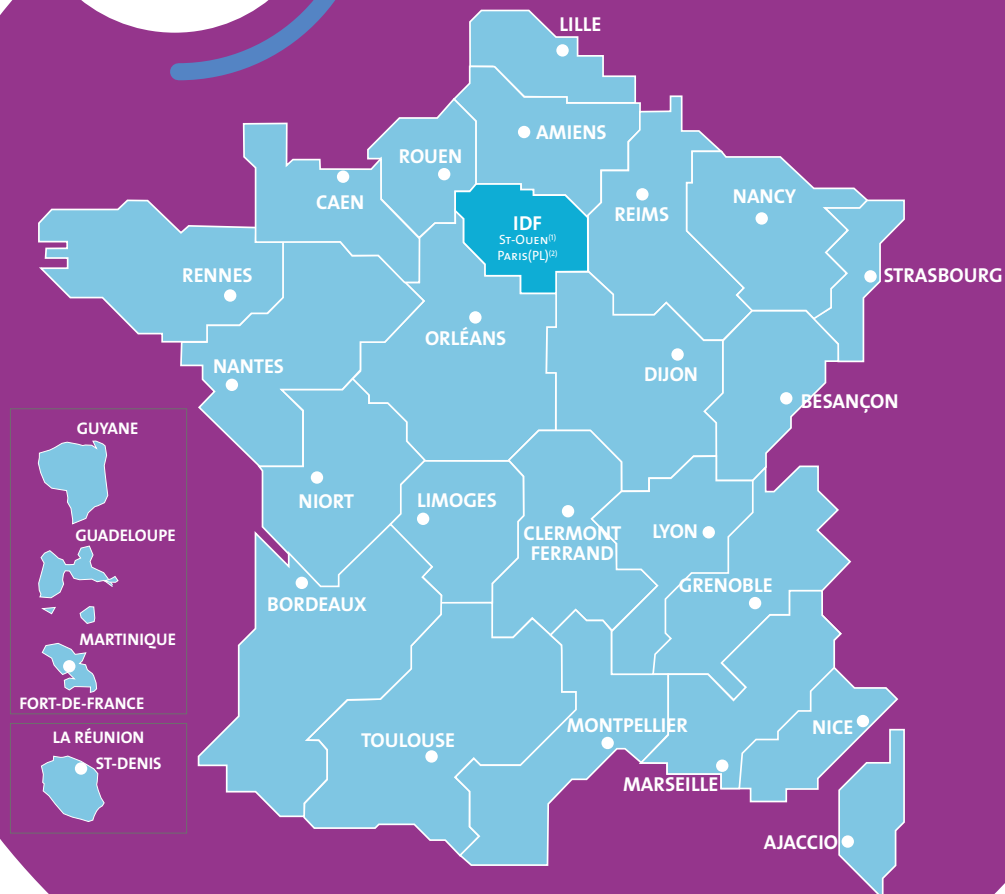 LILLE
AMIENS
ROUEN
CAEN
REIMS
NANCY
IDF
ST-OUEN(1)
PARIS(PL)(2)
RENNES
STRASBOURG
ORLÉANS
NANTES
DIJON
BESANÇON
GUYANE
NIORT
LIMOGES
CLERMONT
FERRAND
LYON
GUADELOUPE
GRENOBLE
BORDEAUX
MARTINIQUE
FORT-DE-FRANCE
LA RÉUNION
ST-DENIS
TOULOUSE
MONTPELLIER
NICE
MARSEILLE
AJACCIO